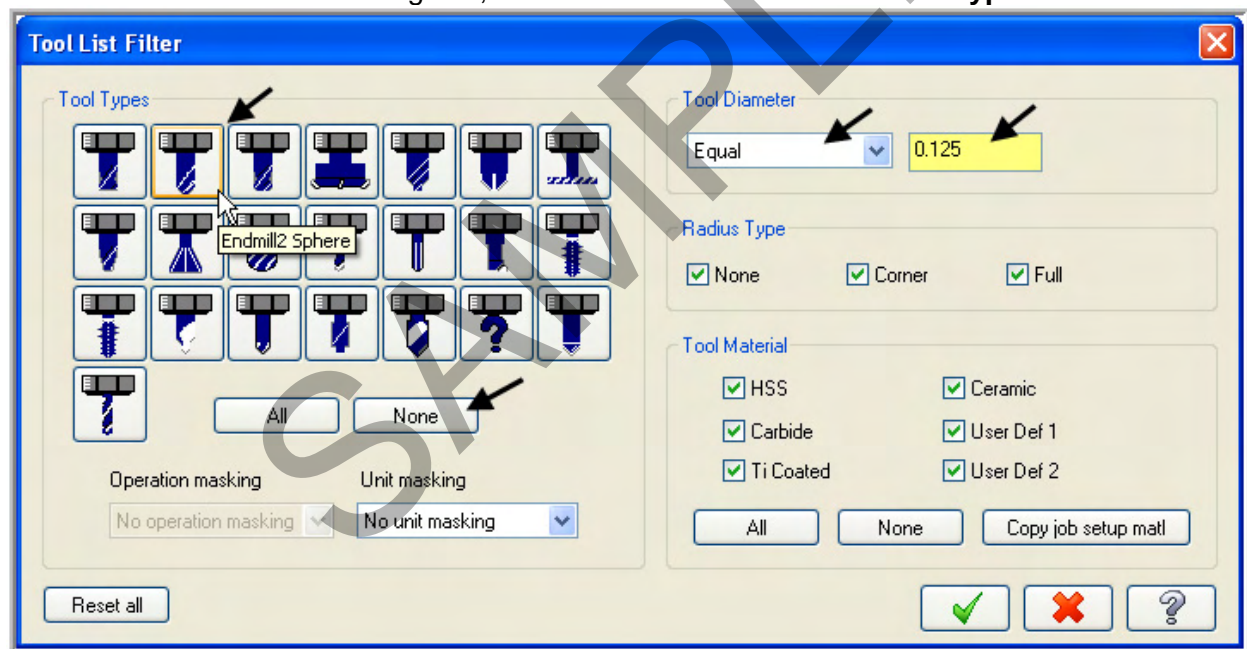 Tool List Filter
Tool Types
Endmill2 Sphere
All
None
Operation masking
Unit masking
No operation masking
No unit masking
Reset all
Tool Diameter
Equal
0.125
Radius Type
None
Corner
Full
Tool Material
HSS
Ceramic
Carbide
User Def 1
Ti Coated
User Def 2
All
None
Copy job setup matl
SAMPL